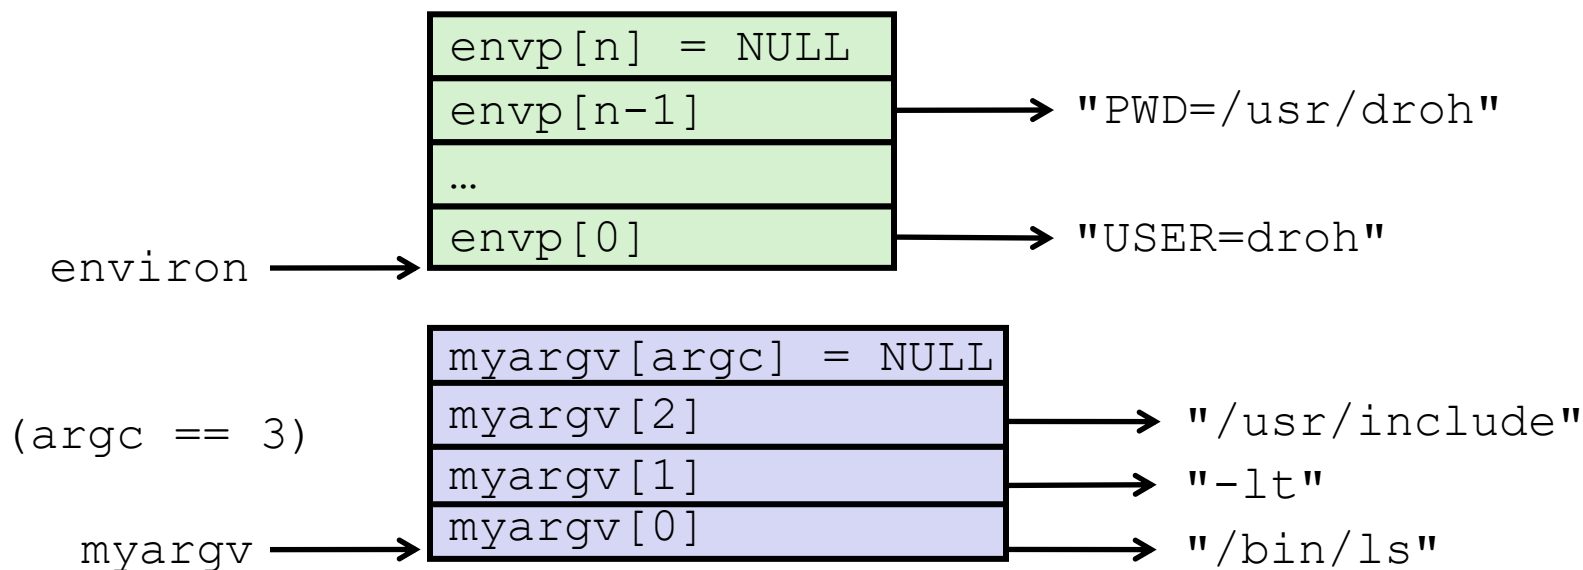 envp[n] = NULL
envp[n-1] "PWD=/usr/droh"
…
envp[0] "USER=droh"
environ
myargv[argc] = NULL
myargv[2] "/usr/include"
(argc == 3)
myargv[1] "-lt"
myargv[0] "/bin/ls"
myargv